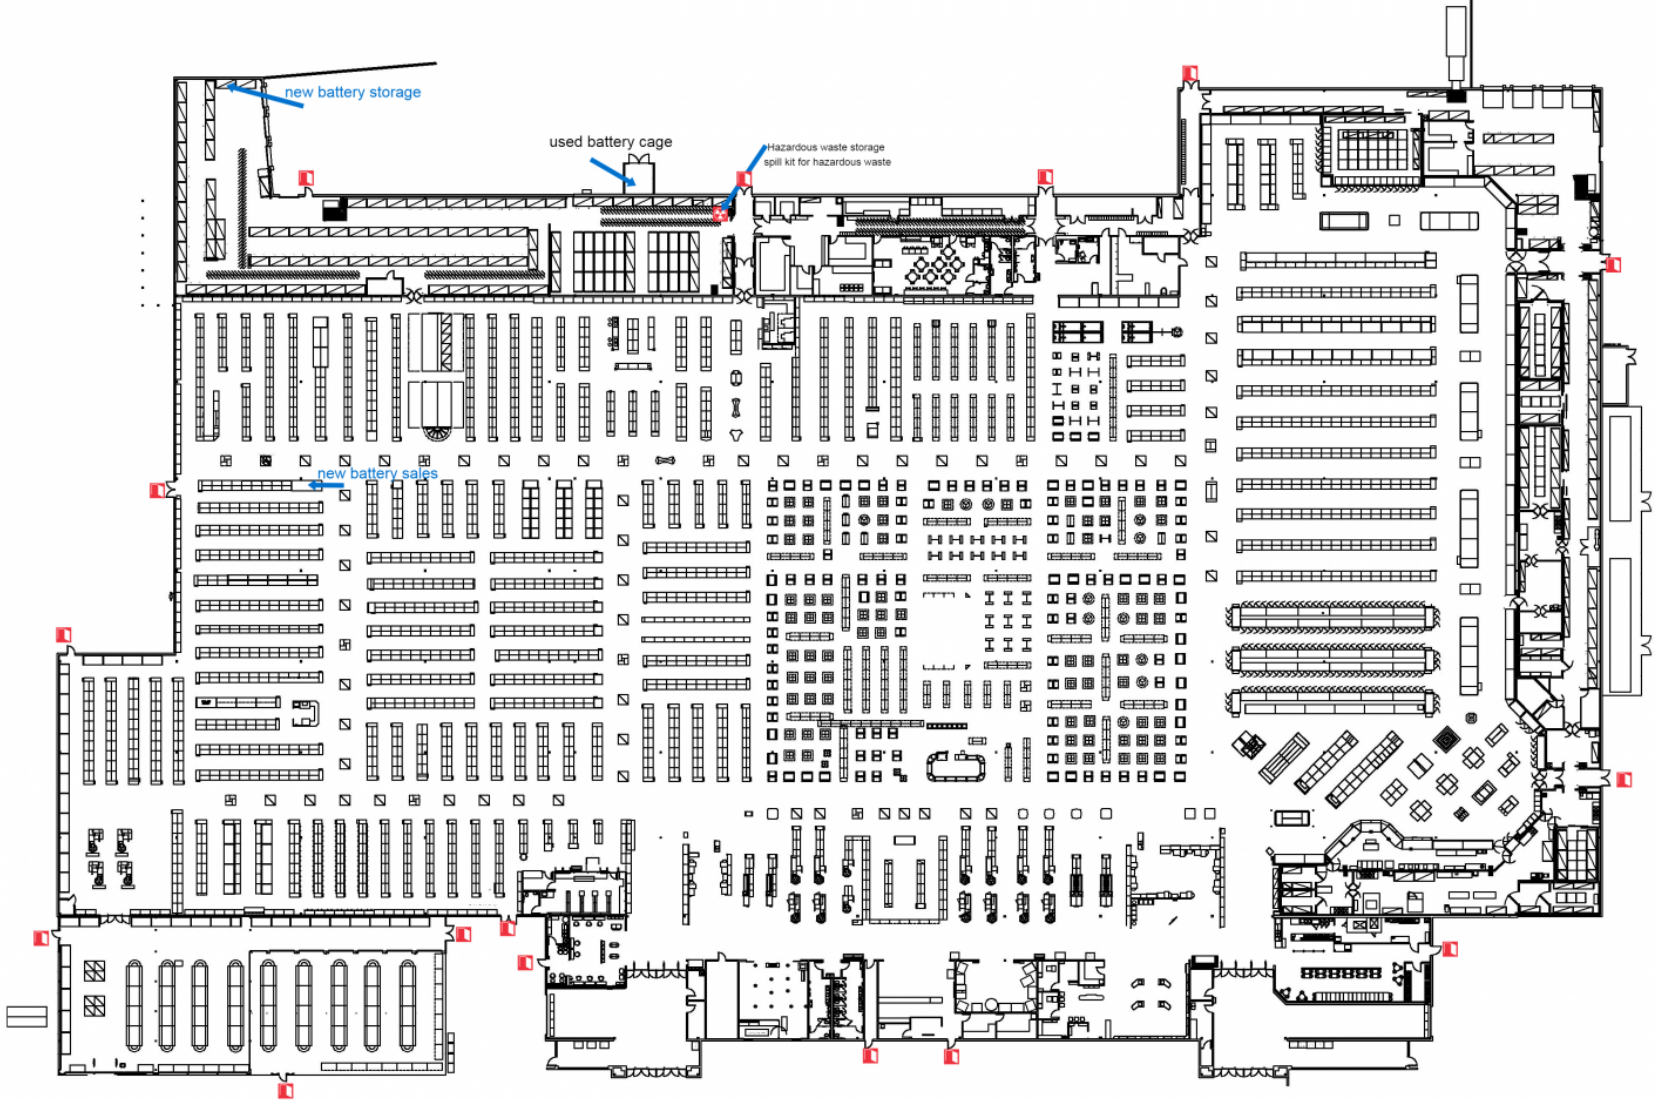 new battery storage
used battery cage
Hazardous waste storage
spill kit for hazardous waste
new battery sales